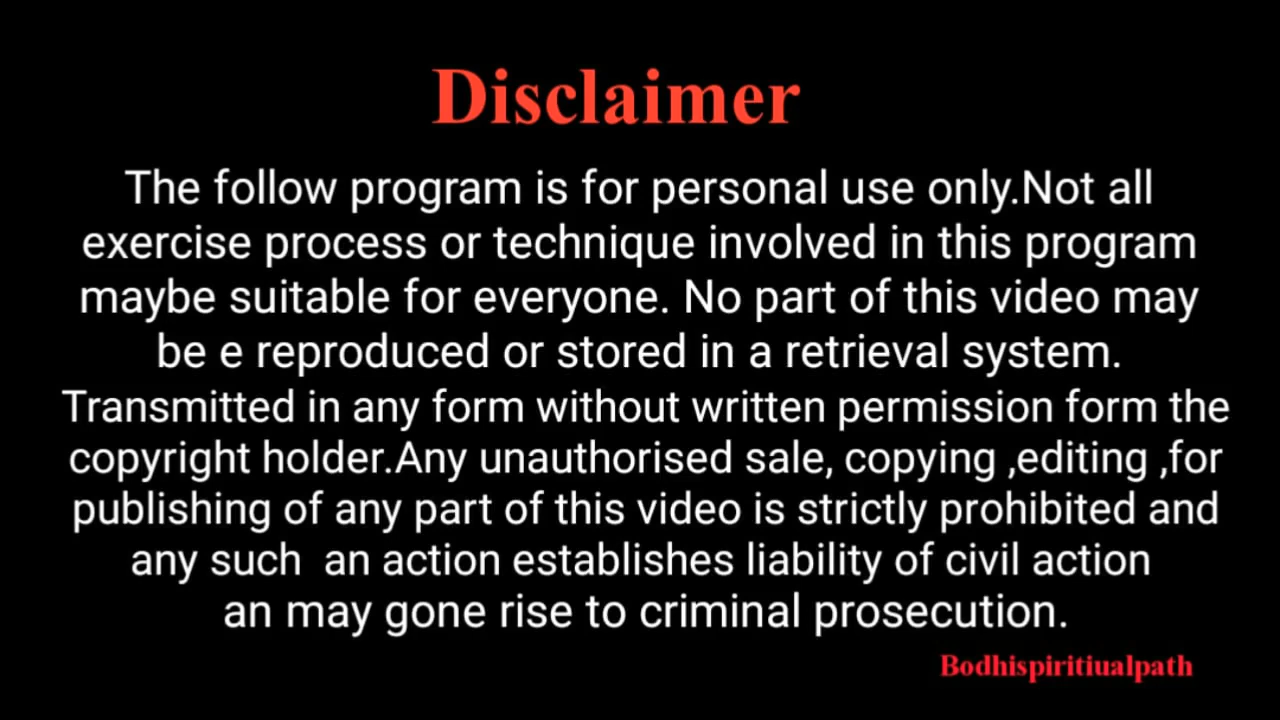 Disclaimer
The follow program is for personal use only.Not all
exercise process or technique involved in this program
maybe suitable for everyone. No part of this video may
be e reproduced or stored in a retrieval system.
Transmitted in any form without written permission form the
copyright holder.Any unauthorised sale, copying ,editing ,for
publishing of any part of this video is strictly prohibited and
any such  an action establishes liability of civil action
an may gone rise to criminal prosecution.
Bodhispiritiualpath